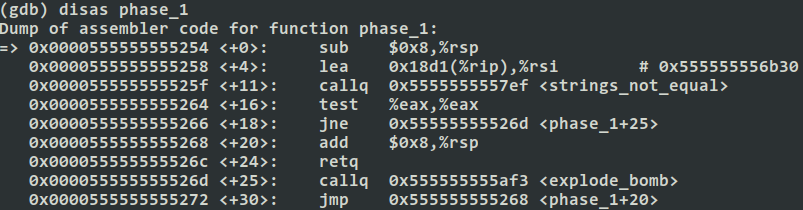 (gdb) disas phase_1
Dump of assembler code for function phase_1:
=> 0x0000555555555254 <+0>:     sub    $0x8,%rsp
   0x0000555555555258 <+4>:     lea    0x18d1(%rip),%rsi        # 0x555555556b30
   0x000055555555525f <+11>:    callq  0x5555555557ef <strings_not_equal>
   0x0000555555555264 <+16>:    test   %eax,%eax
   0x0000555555555266 <+18>:    jne    0x55555555526d <phase_1+25>
   0x0000555555555268 <+20>:    add    $0x8,%rsp
   0x000055555555526c <+24>:    retq
   0x000055555555526d <+25>:    callq  0x555555555af3 <explode_bomb>
   0x0000555555555272 <+30>:    jmp    0x555555555268 <phase_1+20>